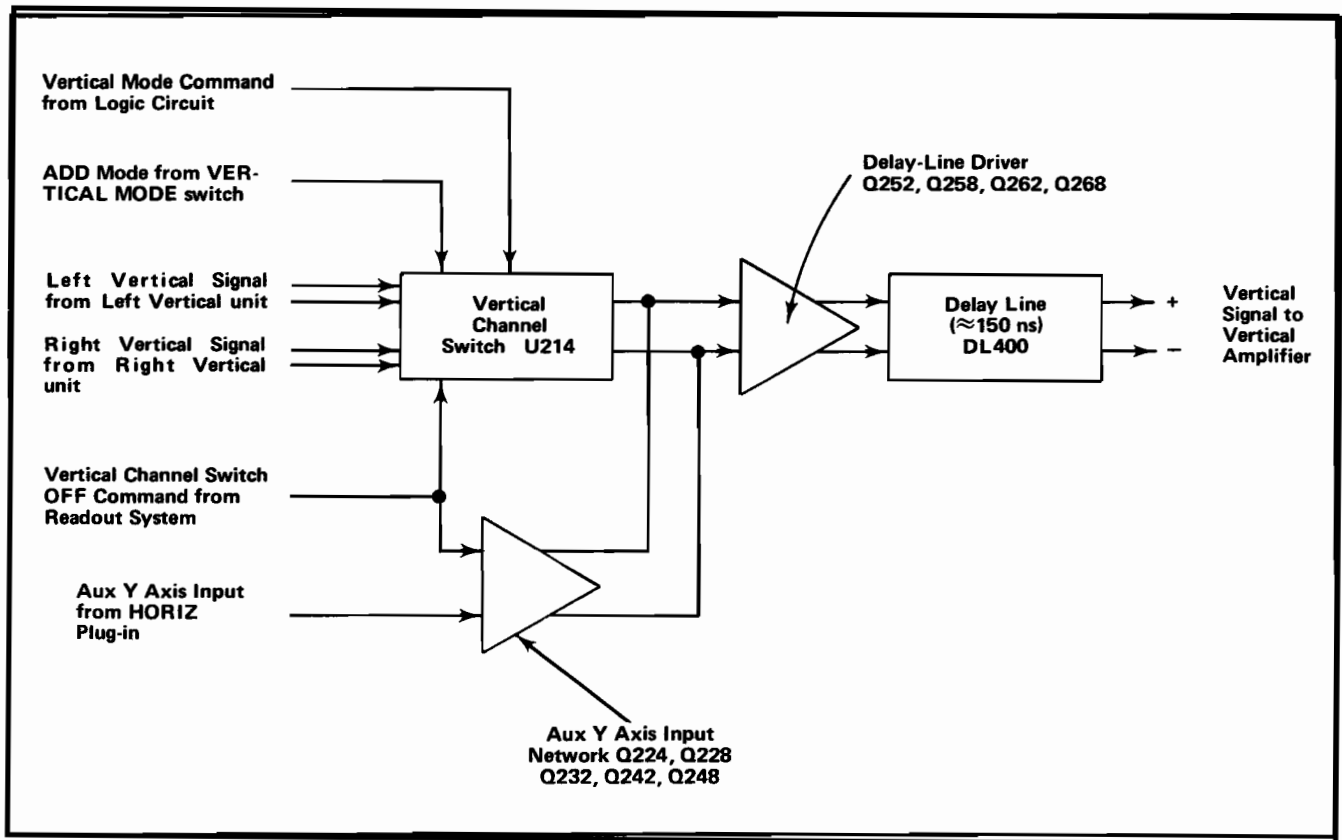 Vertical Mode Command
from Logic Circuit
ADD Mode from VER-
TICAL MODE switch
Left Vertical Signal
from Left Vertical unit
Right Vertical Signal
from Right Vertical
unit
Vertical Channel Switch
OFF Command from
Readout System
Aux Y Axis Input
from HORIZ
Plug-in
Vertical
Channel
Switch U214
Delay-Line Driver
Q252, Q258, Q262, Q268
Delay Line
(≈150 ns)
DL400
+
−
Vertical
Signal to
Vertical
Amplifier
Aux Y Axis Input
Network Q224, Q228
Q232, Q242, Q248